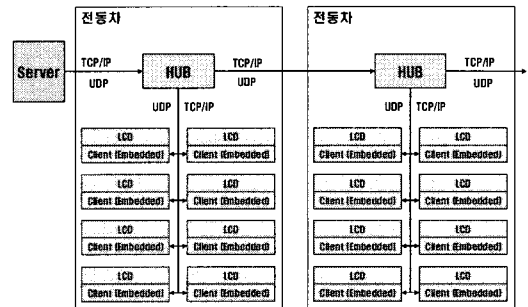 전동차
전동차
Server
TCP/IP
UDP
HUB
TCP/IP
UDP
HUB
TCP/IP
UDP
UDP TCP/IP
UDP TCP/IP
LCD
Client (Embedded)
LCD
Client (Embedded)
LCD
Client (Embedded)
LCD
Client (Embedded)
LCD
Client (Embedded)
LCD
Client (Embedded)
LCD
Client (Embedded)
LCD
Client (Embedded)
LCD
Client (Embedded)
LCD
Client (Embedded)
LCD
Client (Embedded)
LCD
Client (Embedded)
LCD
Client (Embedded)
LCD
Client (Embedded)
LCD
Client (Embedded)
LCD
Client (Embedded)